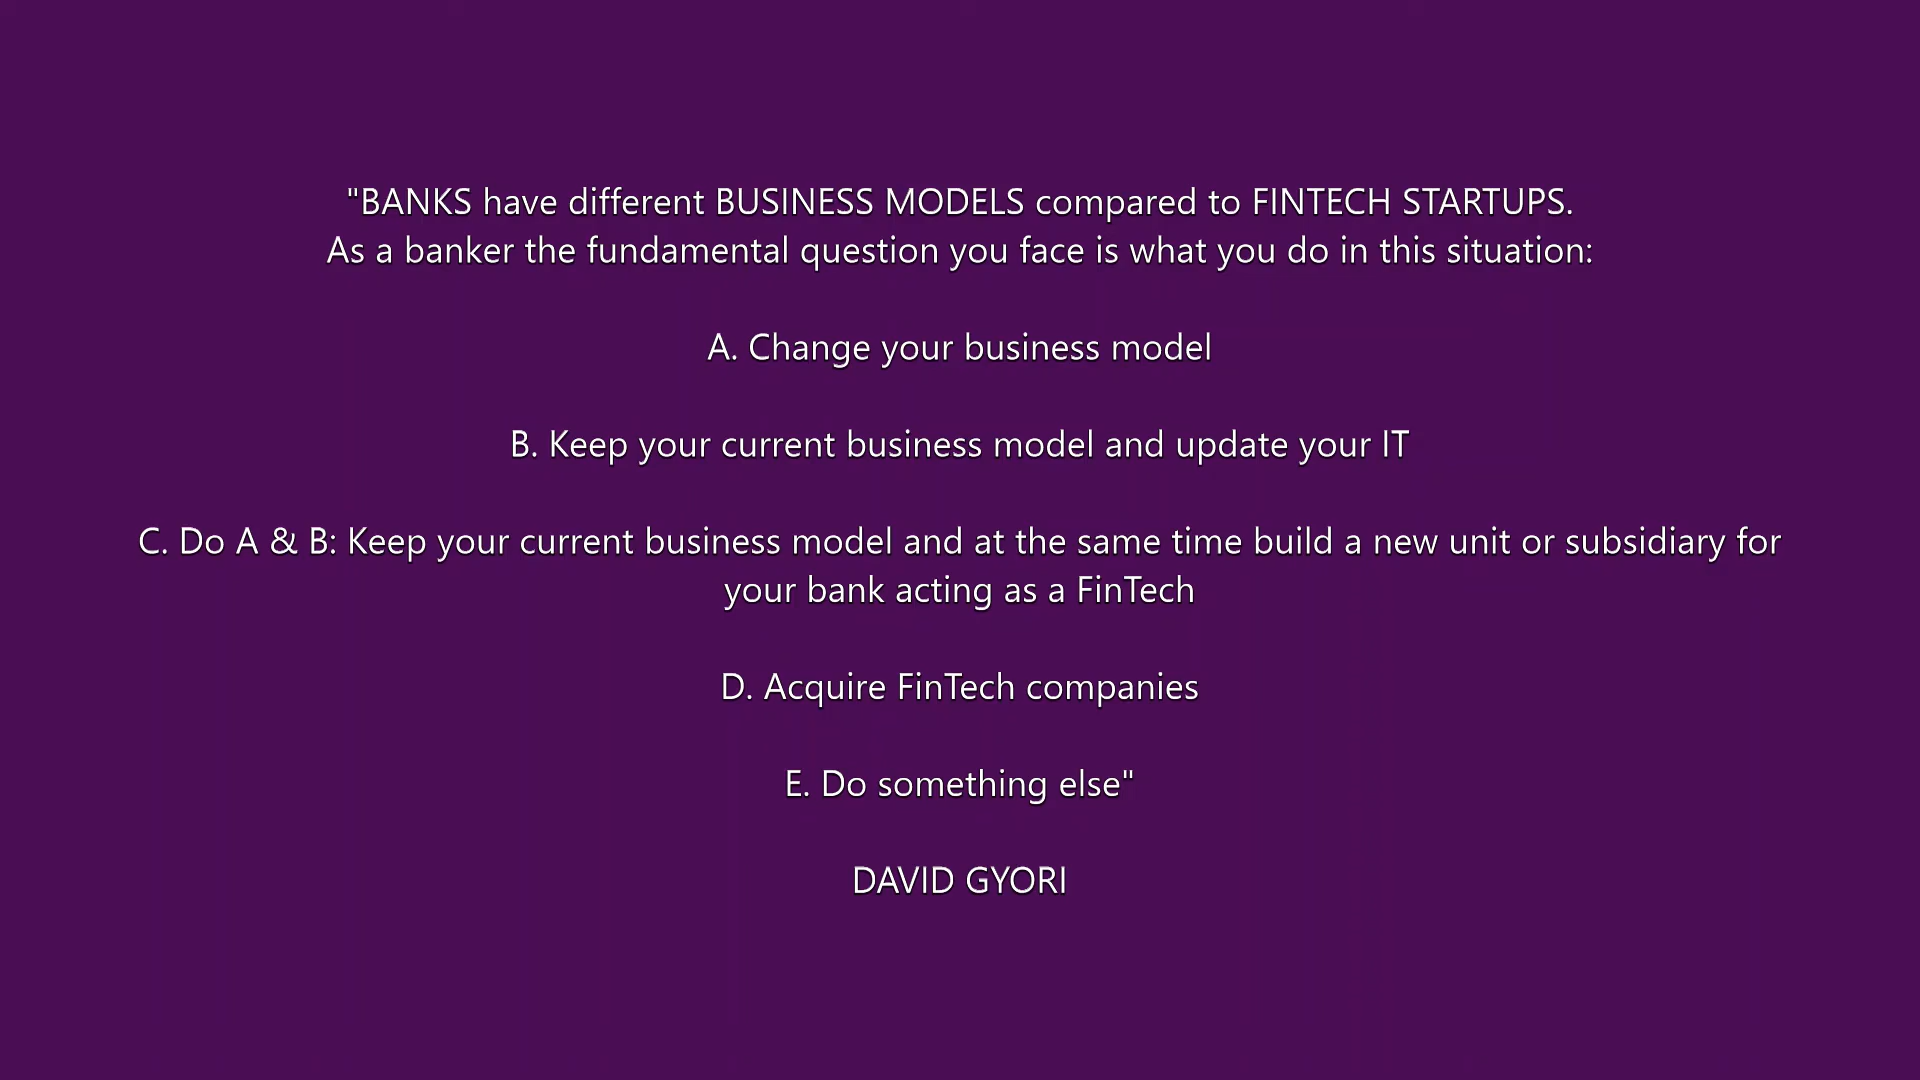 "BANKS have different BUSINESS MODELS compared to FINTECH STARTUPS.
As a banker the fundamental question you face is what you do in this situation:
A. Change your business model
B. Keep your current business model and update your IT
C. Do A & B: Keep your current business model and at the same time build a new unit or subsidiary for
your bank acting as a FinTech
D. Acquire FinTech companies
E. Do something else"
DAVID GYORI